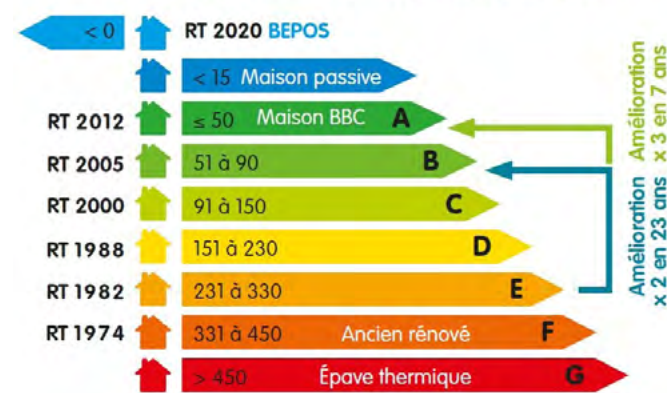 < 0 RT 2020 BEPOS
< 15 Maison passive
RT 2012 ≤ 50 Maison BBC A
RT 2005 51 à 90 B
RT 2000 91 à 150 C
RT 1988 151 à 230 D
RT 1982 231 à 330 E
RT 1974 331 à 450 Ancien rénové F
> 450 Épave thermique G
Amélioration
x 3 en 7 ans
Amélioration
x 2 en 23 ans